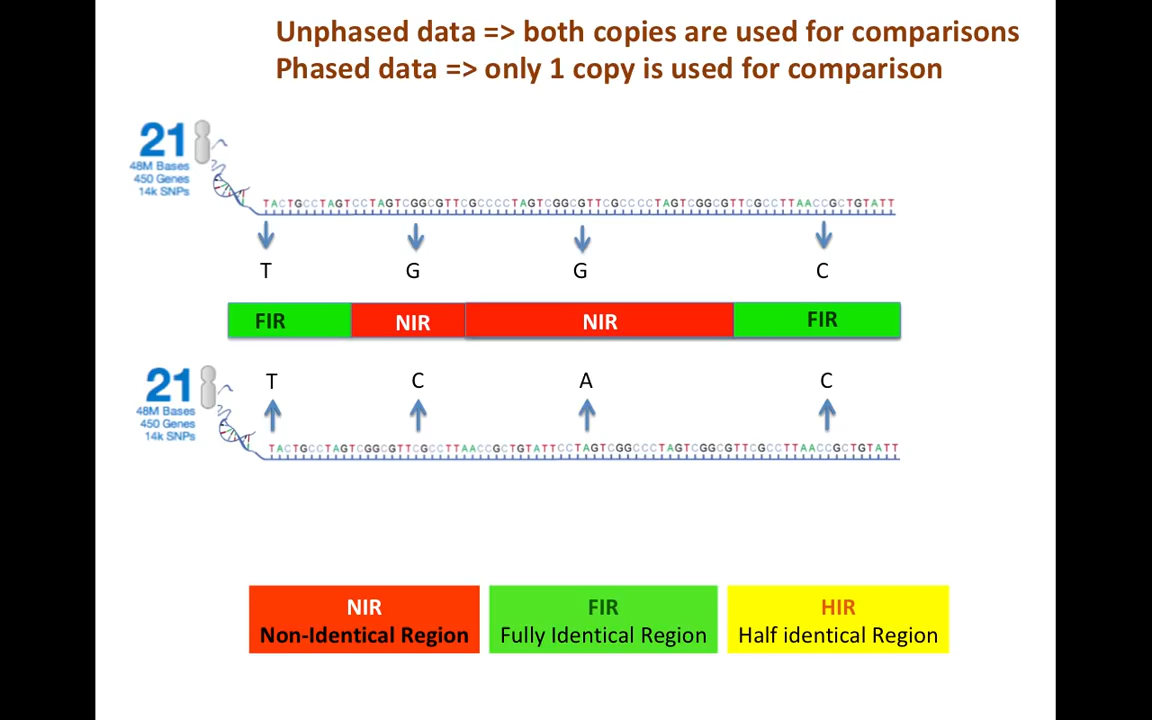 Unphased data => both copies are used for comparisons
Phased data => only 1 copy is used for comparison
21
48M Bases
450 Genes
14k SNPs
TACTGCCTAGTCCTAGTCGGCGTTCGCCCCTAGTCGGCGTTCGCCCCTAGTCGGCGTTCGCCTTAACCGCTGTATT
T G G C
FIR NIR NIR FIR
21
48M Bases
450 Genes
14k SNPs
T C A C
TACTGCCTAGTCGGCGTTCGCCTTAACCGCTGTATTCCTAGTCGGCCCTAGTCGGCGTTCGCCTTAACCGCTGTATT
NIR
Non-Identical Region
FIR
Fully Identical Region
HIR
Half identical Region